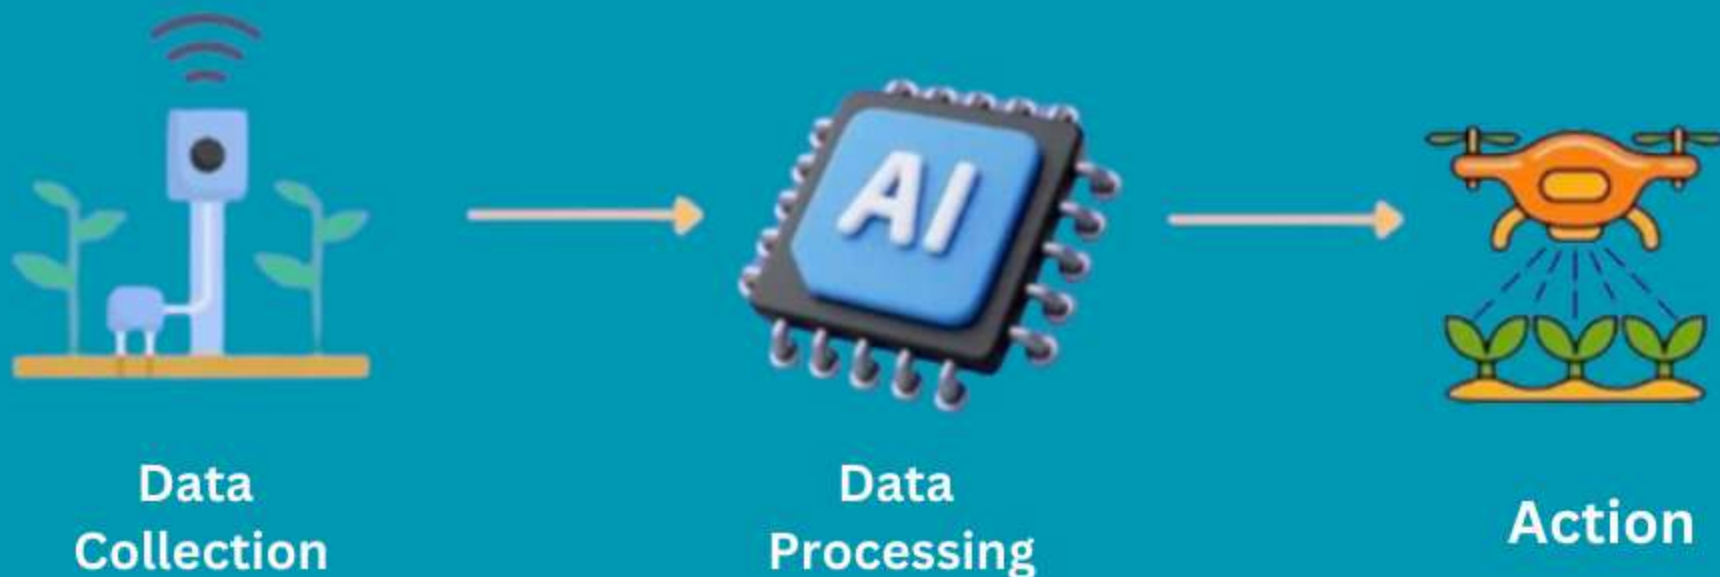 AI
Data
Collection
Data
Processing
Action